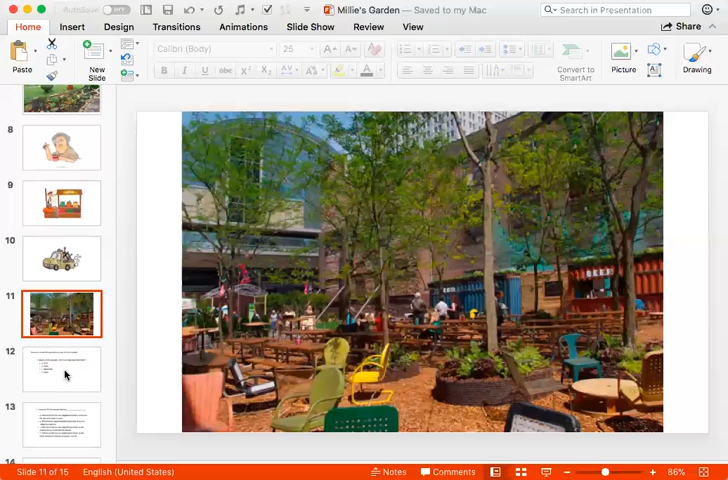 AutoSave OFF Millie's Garden — Saved to my Mac Search in Presentation
Home Insert Design Transitions Animations Slide Show Review View Share
Calibri (Body) 25
Paste New Slide Convert to SmartArt Picture Drawing
B I U abc X
8
9
10
11
12
13
14
Slide 11 of 15 English (United States) Notes Comments 86%